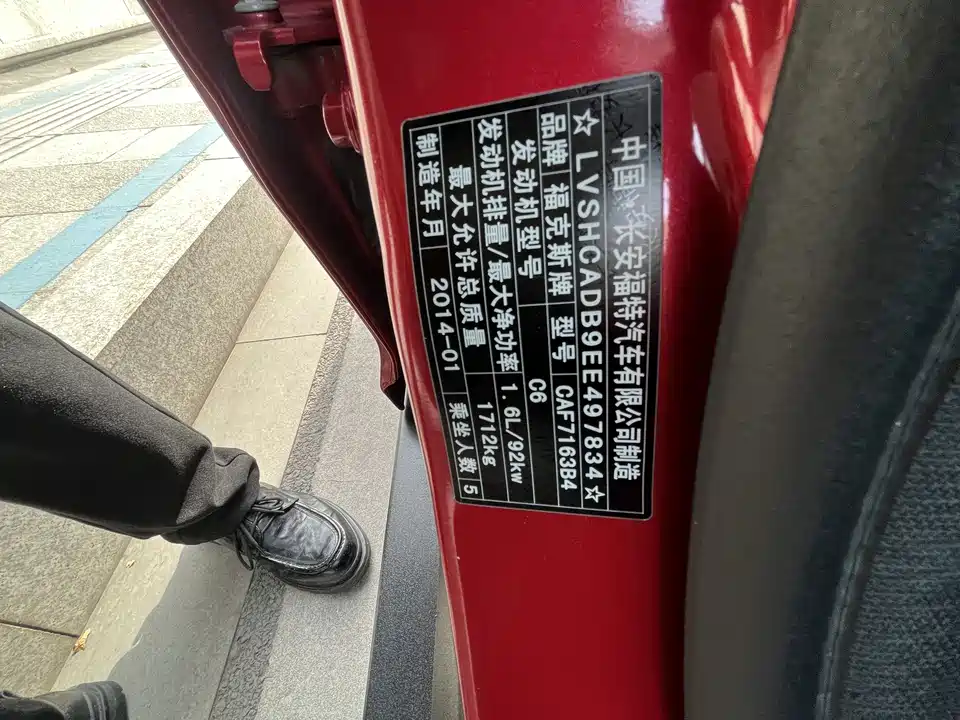 中国 长安福特汽车有限公司制造
☆LVSHCADB9EE497834☆
品牌 福克斯牌 型号 CAF7163B4
发动机型号 C6
发动机排量/最大净功率 1.6L/92kw
最大允许总质量 1712kg
制造年月 2014-01 乘坐人数 5